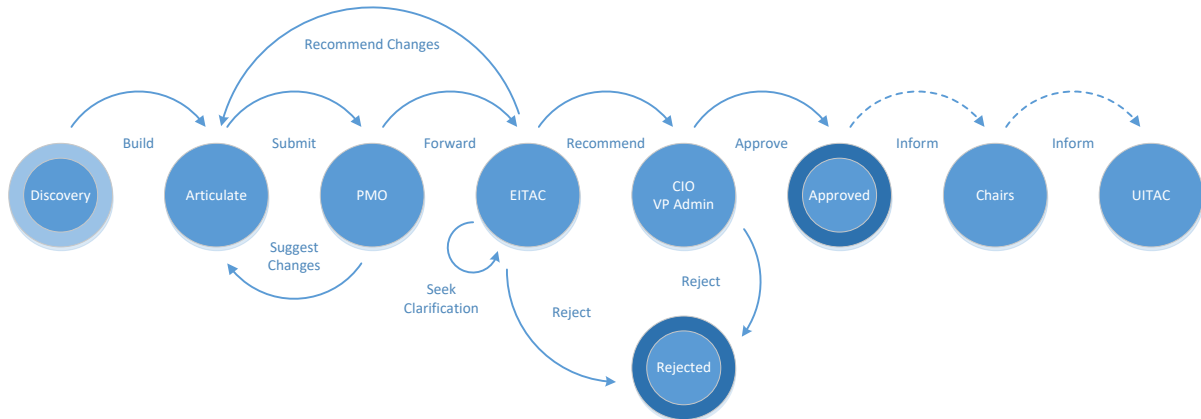 Recommend Changes
Build
Submit
Forward
Recommend
Approve
Inform
Inform
Discovery
Articulate
PMO
EITAC
CIO
VP Admin
Approved
Chairs
UITAC
Suggest
Changes
Seek
Clarification
Reject
Reject
Rejected